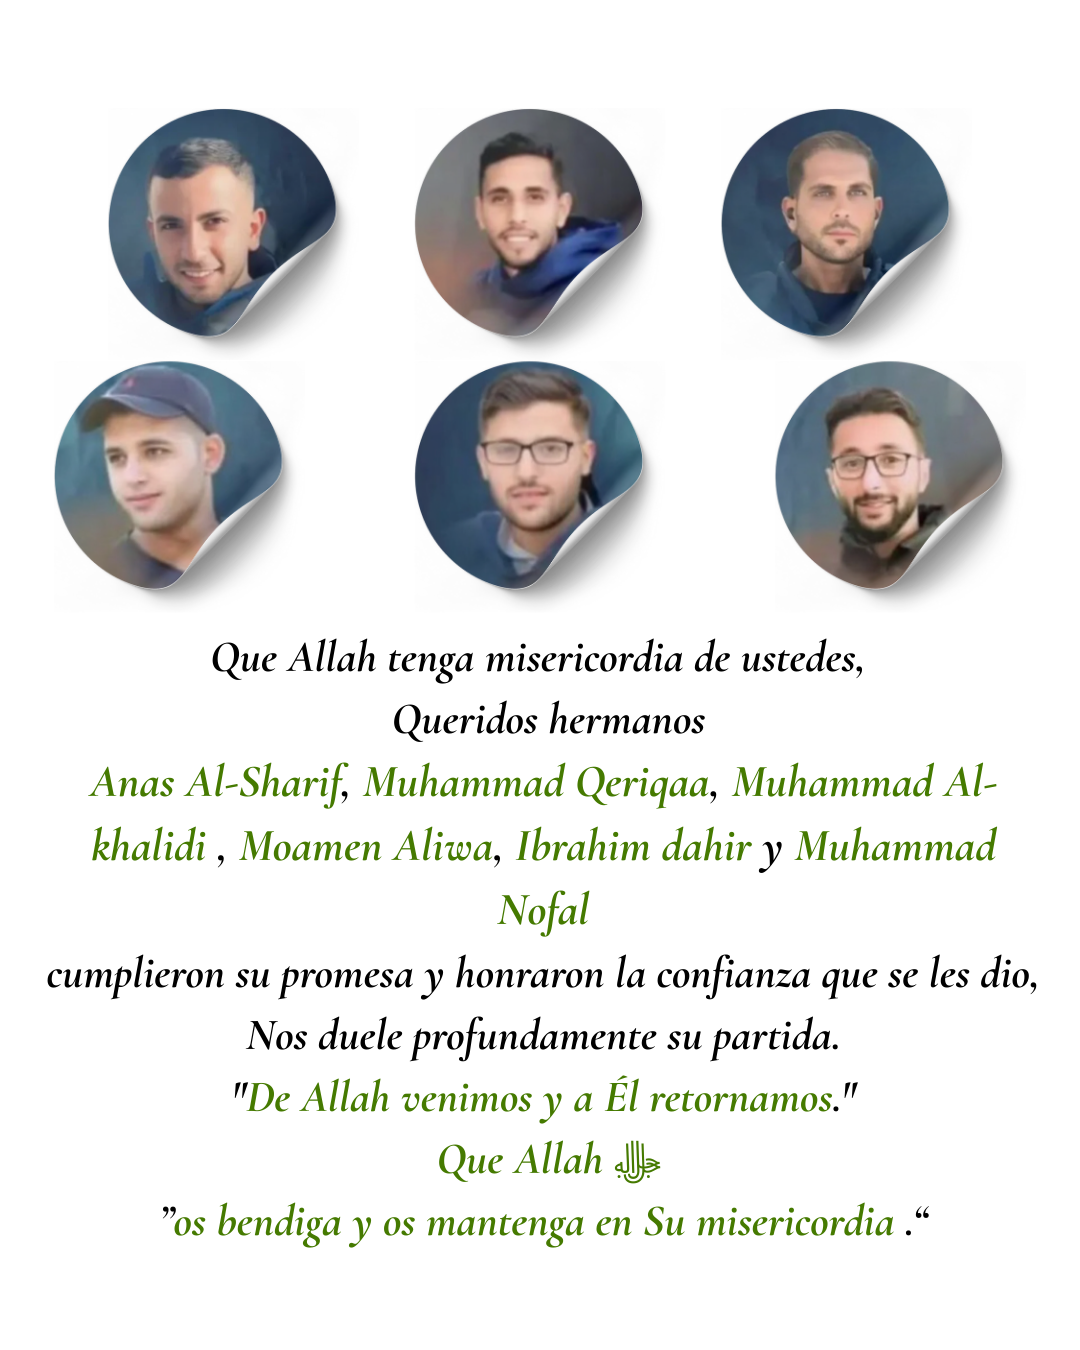 Que Allah tenga misericordia de ustedes,
Queridos hermanos
Anas Al-Sharif, Muhammad Qeriqaa, Muhammad Al-
khalidi , Moamen Aliwa, Ibrahim dahir y Muhammad
Nofal
cumplieron su promesa y honraron la confianza que se les dio,
Nos duele profundamente su partida.
"De Allah venimos y a Él retornamos."
Que Allah ﷻ
”os bendiga y os mantenga en Su misericordia .“